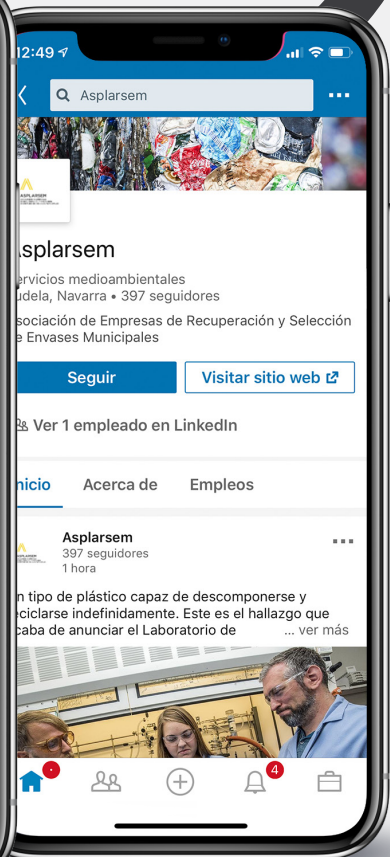 12:49
Asplarsem
ASPLARSEM
Asplarsem
ervicios medioambientales
udela, Navarra • 397 seguidores
sociación de Empresas de Recuperación y Selección
e Envases Municipales
Seguir
Visitar sitio web
Ver 1 empleado en LinkedIn
nicio
Acerca de
Empleos
Asplarsem
397 seguidores
1 hora
n tipo de plástico capaz de descomponerse y
eciclarse indefinidamente. Este es el hallazgo que
caba de anunciar el Laboratorio de
... ver más
4